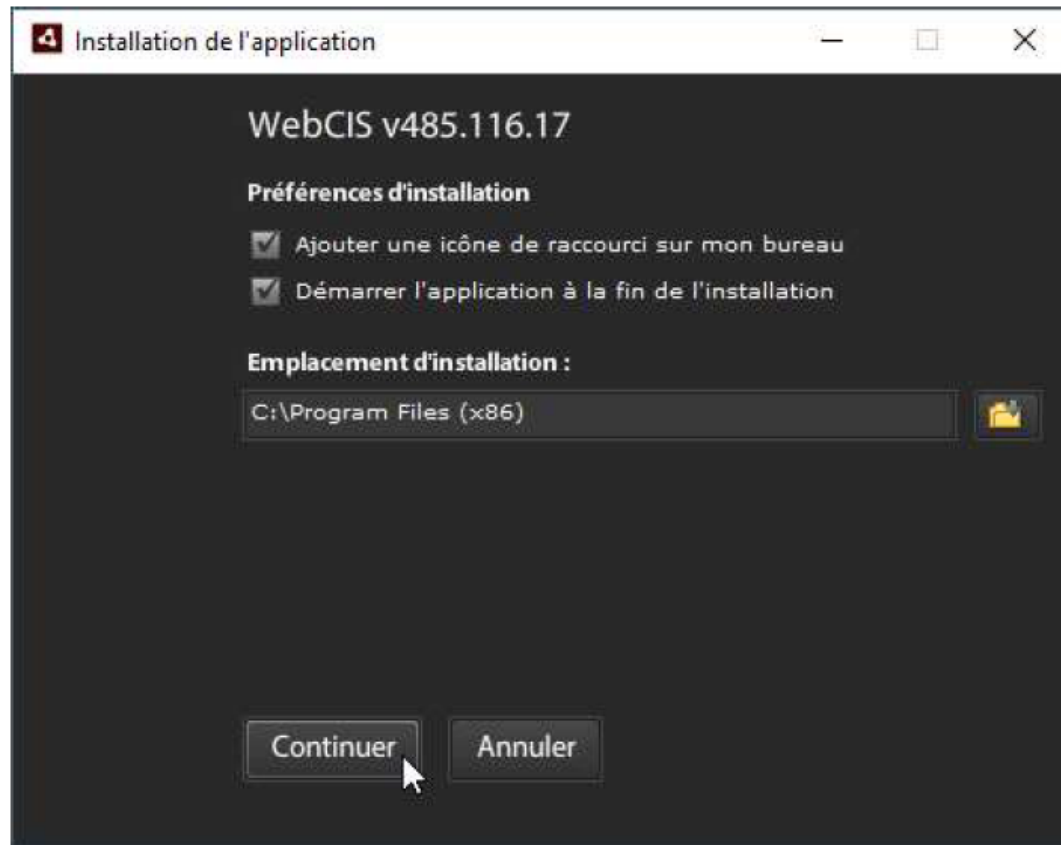 Installation de l'application
WebCIS v485.116.17
Préférences d'installation
Ajouter une icône de raccourci sur mon bureau
Démarrer l'application à la fin de l'installation
Emplacement d'installation :
C:\Program Files (x86)
Continuer
Annuler